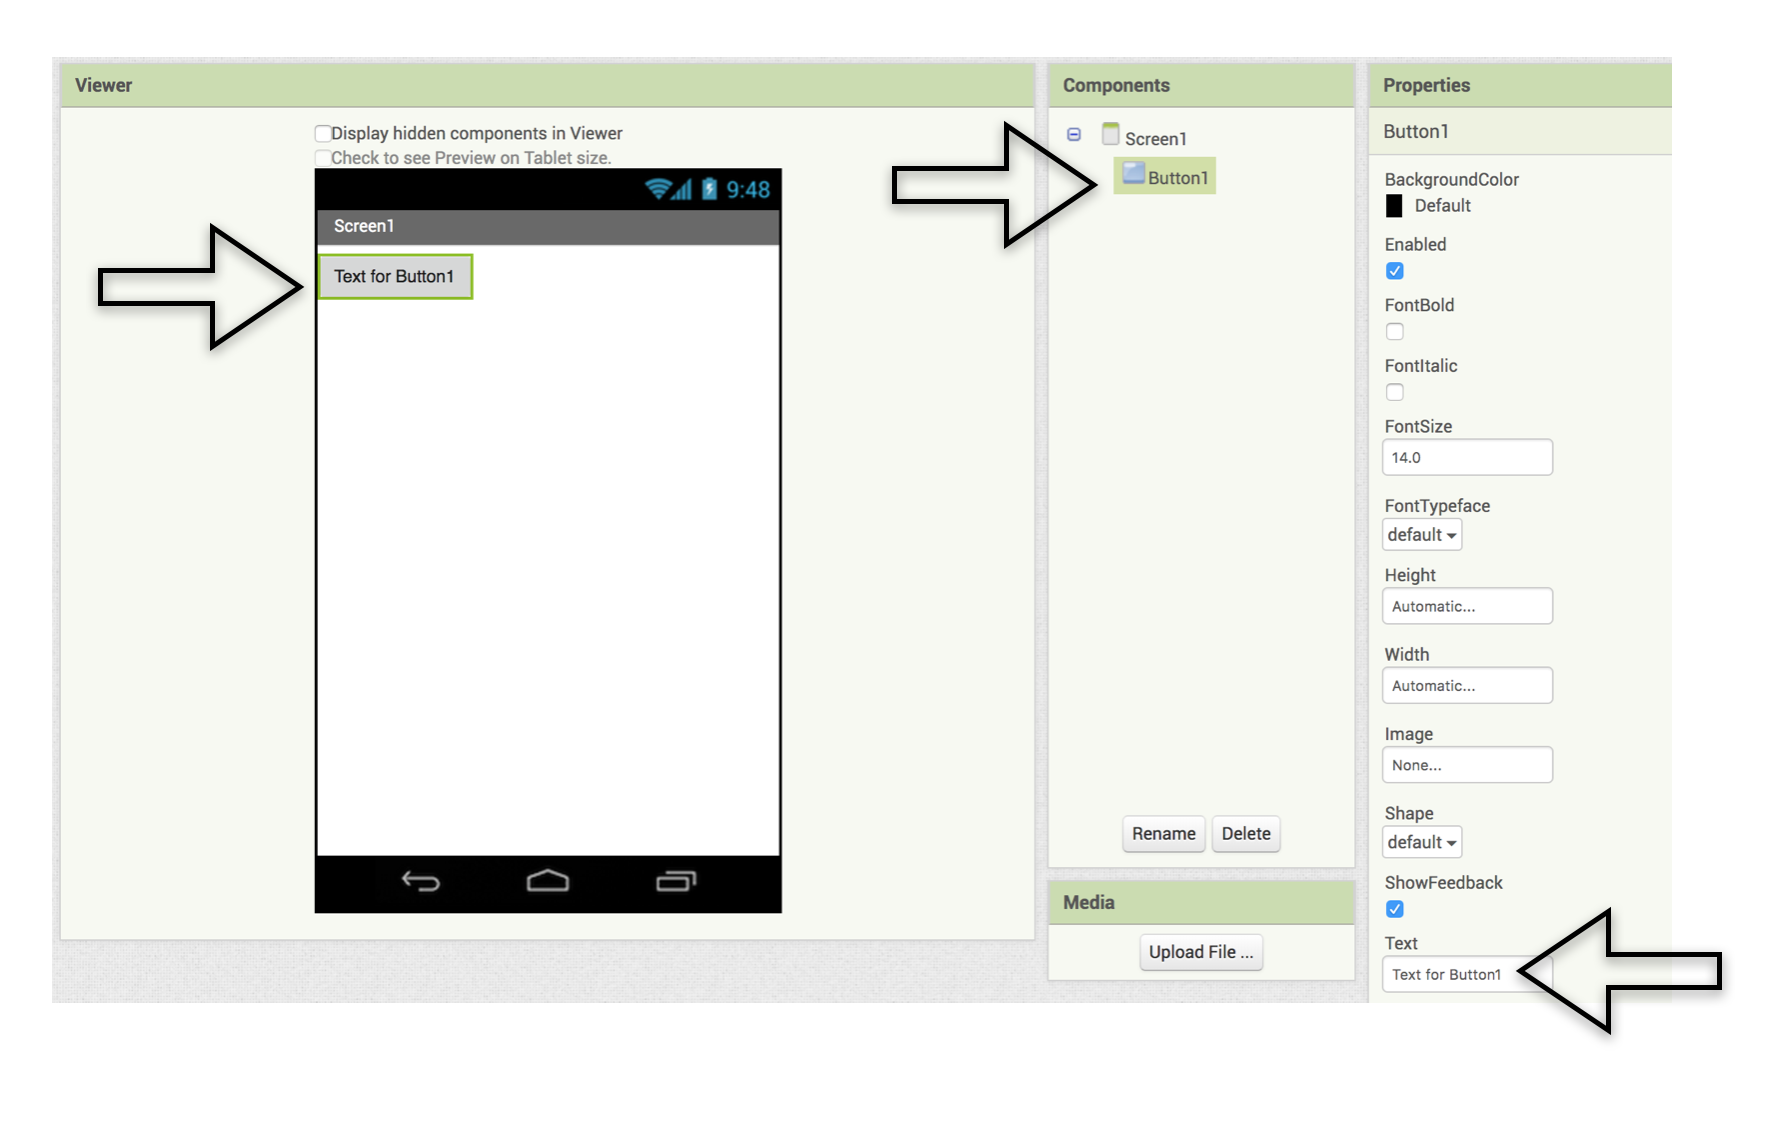 Viewer
Display hidden components in Viewer
Check to see Preview on Tablet size.
9:48
Screen1
Text for Button1
Components
Screen1
Button1
Rename Delete
Media
Upload File ...
Properties
Button1
BackgroundColor
Default
Enabled
FontBold
FontItalic
FontSize
14.0
FontTypeface
default
Height
Automatic...
Width
Automatic...
Image
None...
Shape
default
ShowFeedback
Text
Text for Button1